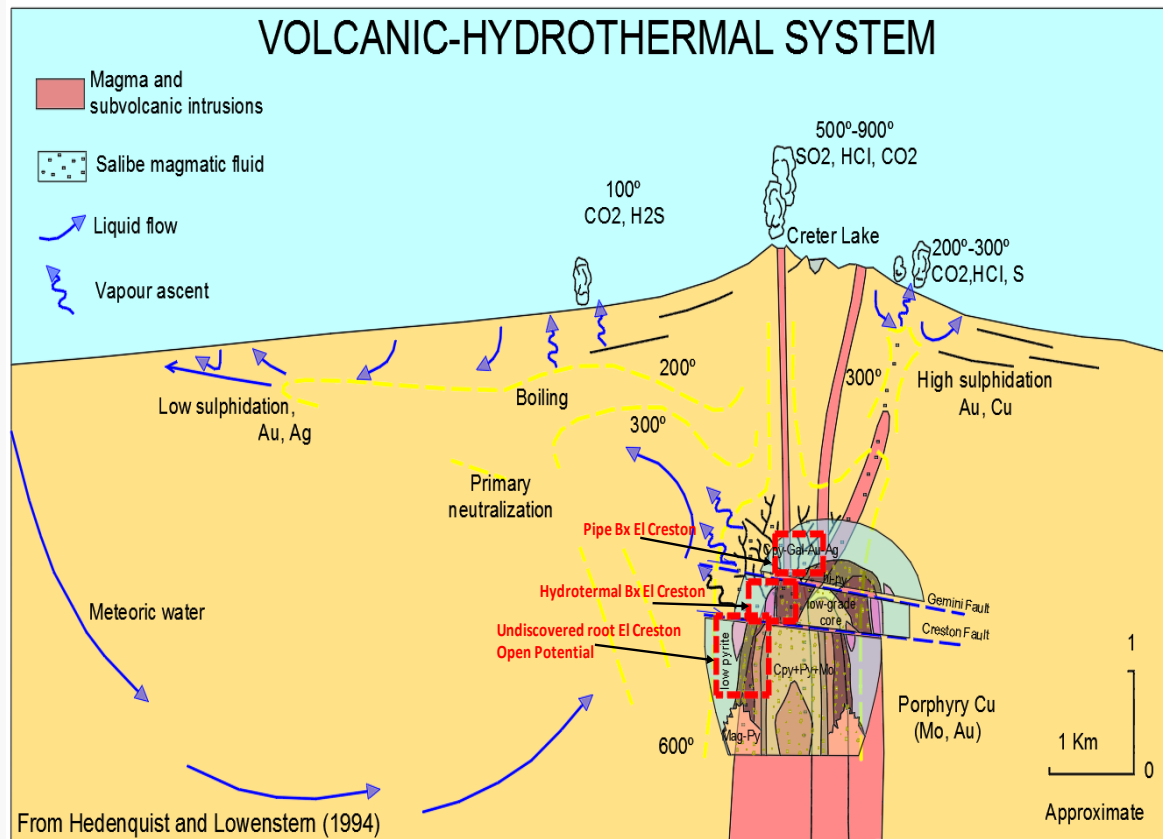 VOLCANIC-HYDROTHERMAL SYSTEM
Magma and
subvolcanic intrusions
Salibe magmatic fluid
Liquid flow
Vapour ascent
500º-900º
SO2, HCl, CO2
100º
CO2, H2S
Creter Lake
200º-300º
CO2,HCl, S
200º
300º
High sulphidation
Au, Cu
Low sulphidation,
Au, Ag
Boiling
300º
Primary
neutralization
Pipe Bx El Creston
Cpy-Gal-Au-Ag
Hydrotermal Bx El Creston
low-grade
core
Gemini Fault
Creston Fault
Meteoric water
Undiscovered root El Creston
Open Potential
low pyrite
Cpy+Py+Mo
Mag-Py
600º
Porphyry Cu
(Mo, Au)
1
1 Km
0
Approximate
From Hedenquist and Lowenstern (1994)